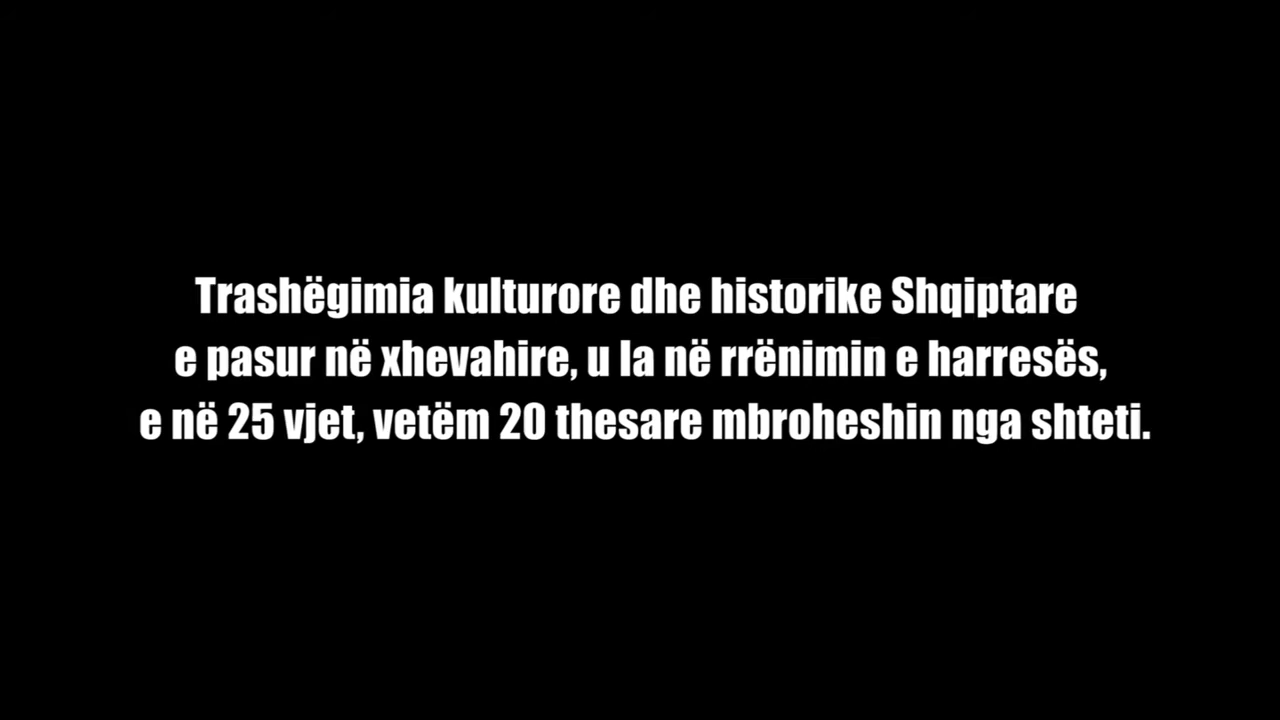 Trashëgimia kulturore dhe historike Shqiptare
e pasur në xhevahire, u la në rrënimin e harresës,
e në 25 vjet, vetëm 20 thesare mbroheshin nga shteti.